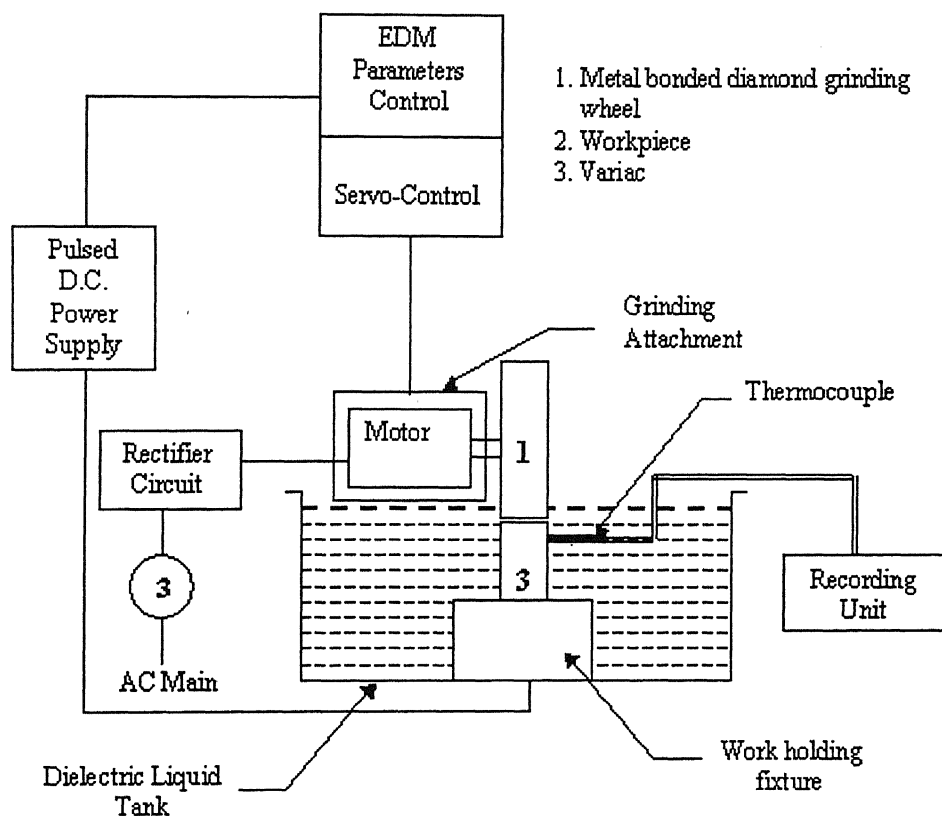 EDM
Parameters
Control
Servo-Control
1. Metal bonded diamond grinding
wheel
2. Workpiece
3. Variac
Pulsed
D.C.
Power
Supply
Grinding
Attachment
Thermocouple
Motor
1
Rectifier
Circuit
3
3
Recording
Unit
AC Main
Work holding
fixture
Dielectric Liquid
Tank